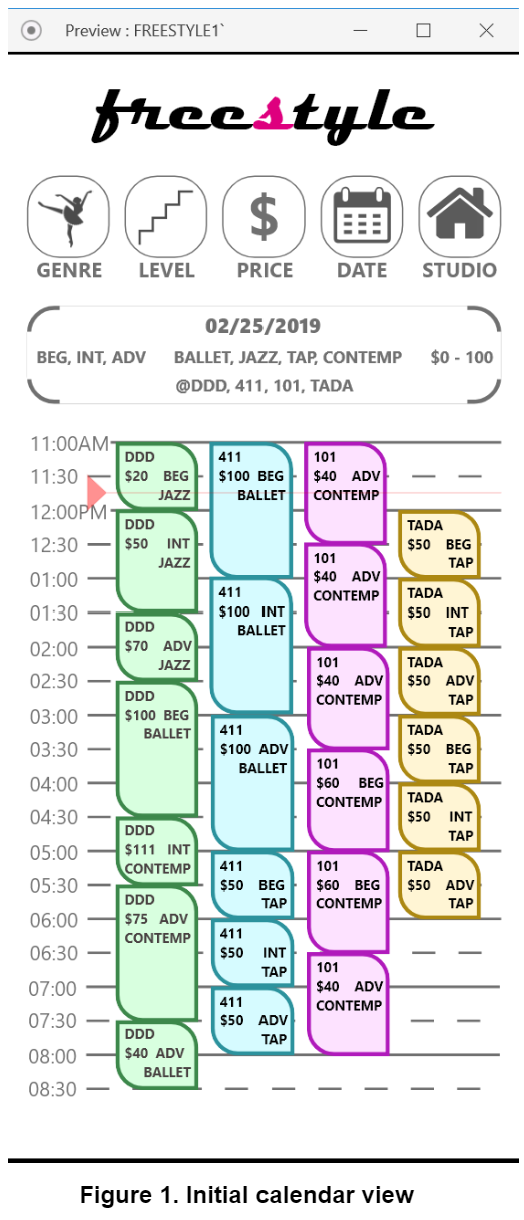 Preview : FREESTYLE1`
freestyle
$
GENRE LEVEL PRICE DATE STUDIO
02/25/2019
BEG, INT, ADV BALLET, JAZZ, TAP, CONTEMP $0 - 100
@DDD, 411, 101, TADA
11:00AM
11:30
12:00PM
12:30
01:00
01:30
02:00
02:30
03:00
03:30
04:00
04:30
05:00
05:30
06:00
06:30
07:00
07:30
08:00
08:30
DDD
$20 BEG
JAZZ
DDD
$50 INT
JAZZ
DDD
$70 ADV
JAZZ
DDD
$100 BEG
BALLET
DDD
$111 INT
CONTEMP
DDD
$75 ADV
CONTEMP
DDD
$40 ADV
BALLET
411
$100 BEG
BALLET
411
$100 INT
BALLET
411
$100 ADV
BALLET
411
$50 BEG
TAP
411
$50 INT
TAP
411
$50 ADV
TAP
101
$40 ADV
CONTEMP
101
$40 ADV
CONTEMP
101
$40 ADV
CONTEMP
101
$60 BEG
CONTEMP
101
$60 BEG
CONTEMP
101
$40 ADV
CONTEMP
TADA
$50 BEG
TAP
TADA
$50 INT
TAP
TADA
$50 ADV
TAP
TADA
$50 BEG
TAP
TADA
$50 INT
TAP
TADA
$50 ADV
TAP
Figure 1. Initial calendar view